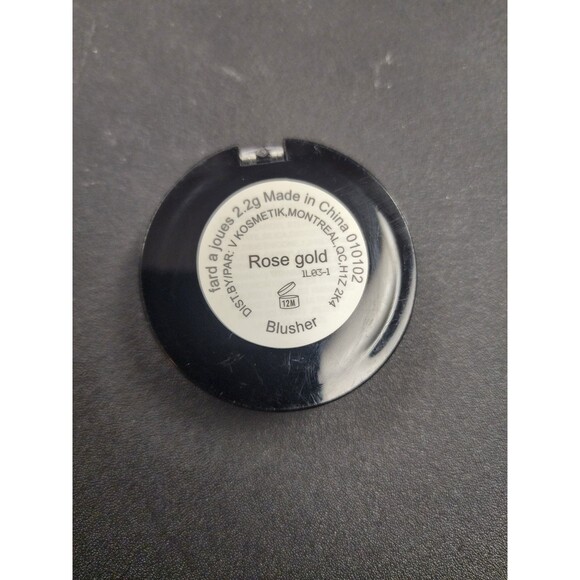 fard a joues 2.2g Made in China 010102
DIST.BY/PAR: V KOSMETIK,MONTREAL,QC,H1Z 2K4
Rose gold
IL03-1
12M
Blusher